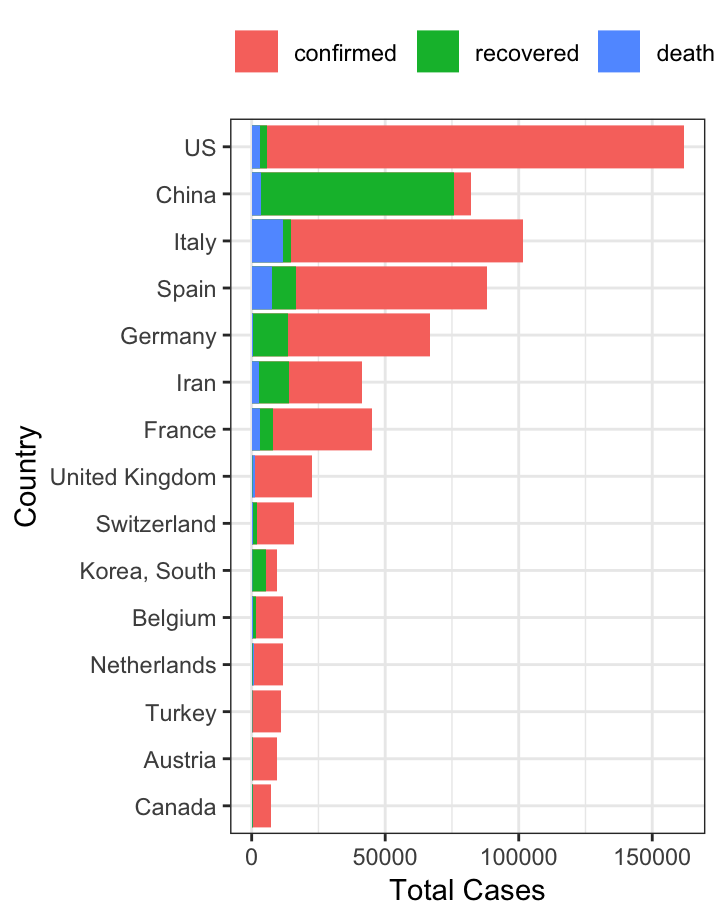 confirmed recovered death
US
China
Italy
Spain
Germany
Iran
France
United Kingdom
Switzerland
Korea, South
Belgium
Netherlands
Turkey
Austria
Canada
Country
0 50000 100000 150000
Total Cases